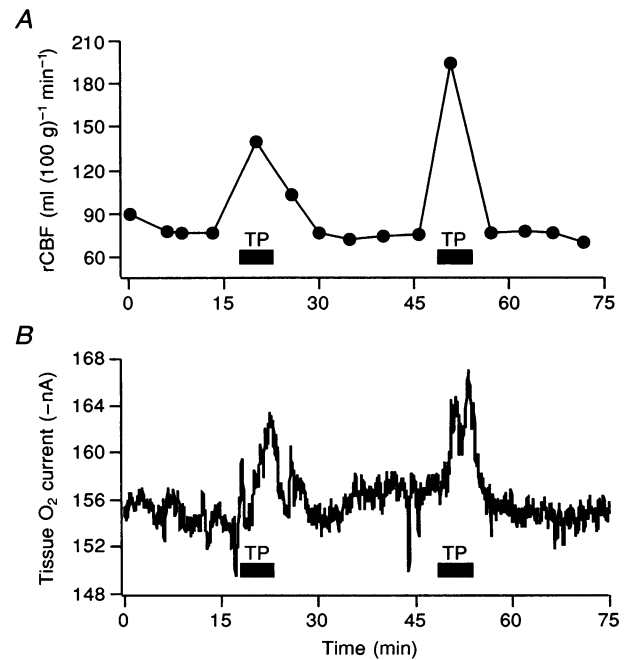 A
rCBF (ml (100 g)⁻¹ min⁻¹)
210
180
150
120
90
60
TP
TP
0 15 30 45 60 75
B
Tissue O₂ current (−nA)
168
164
160
156
152
148
TP
TP
0 15 30 45 60 75
Time (min)